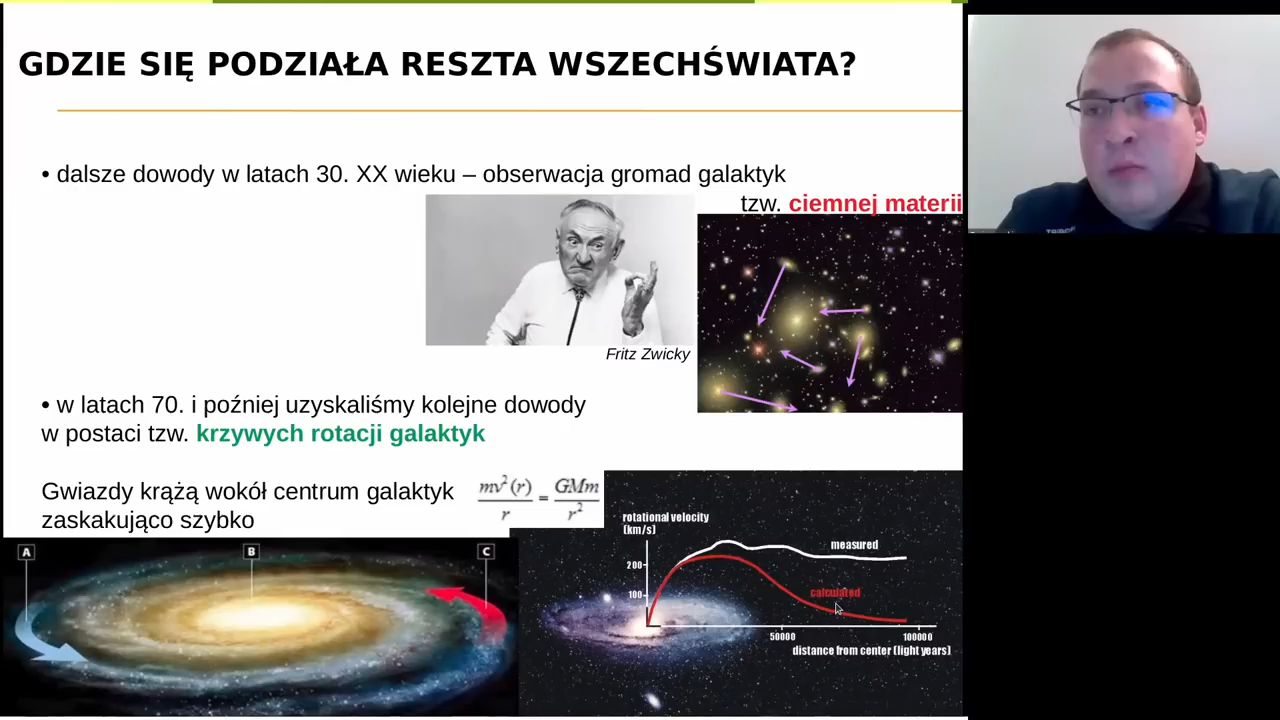 GDZIE SIĘ PODZIAŁA RESZTA WSZECHŚWIATA?
• dalsze dowody w latach 30. XX wieku – obserwacja gromad galaktyk
tzw. ciemnej materii
Fritz Zwicky
• w latach 70. i poźniej uzyskaliśmy kolejne dowody
w postaci tzw. krzywych rotacji galaktyk
Gwiazdy krążą wokół centrum galaktyk
zaskakująco szybko
mv²(r)/r = GMm/r²
A
B
C
rotational velocity
(km/s)
measured
200
calculated
100
50000
100000
distance from center (light years)